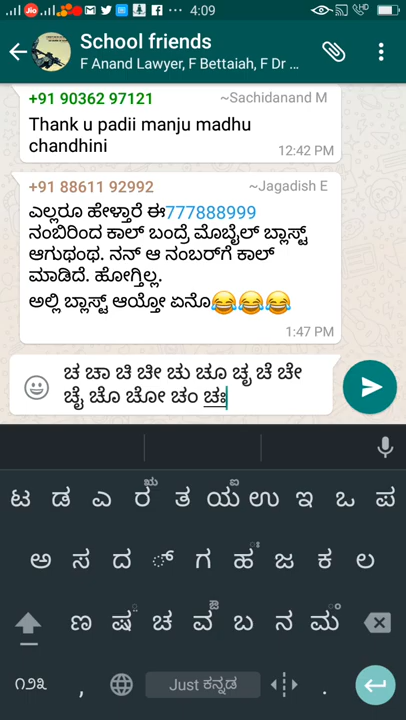 4:09
School friends
F Anand Lawyer, F Bettaiah, F Dr ...
+91 90362 97121 ~Sachidanand M
Thank u padii manju madhu
chandhini
12:42 PM
+91 88611 92992 ~Jagadish E
ಎಲ್ಲರೂ ಹೇಳ್ತಾರೆ ಈ777888999
ನಂಬಿರಿಂದ ಕಾಲ್ ಬಂದ್ರೆ ಮೊಬೈಲ್ ಬ್ಲಾಸ್ಟ್
ಆಗುಥಂಥ. ನನ್ ಆ ನಂಬರ್‌ಗೆ ಕಾಲ್
ಮಾಡಿದೆ. ಹೋಗ್ತಿಲ್ಲ.
ಅಲ್ಲಿ ಬ್ಲಾಸ್ಟ್ ಆಯ್ತೋ ಏನೊ😂😂😂
1:47 PM
ಚ ಚಾ ಚಿ ಚೀ ಚು ಚೂ ಚೃ ಚೆ ಚೇ
ಚೈ ಚೊ ಚೋ ಚಂ ಚಃ
ಟ ಡ ಎ ರ ಋ ತ ಯ ಐ ಉ ಇ ಒ ಪ
ಅ ಸ ದ ್ ಗ ಹ ಃ ಜ ಕ ಲ
ಣ ಷ ಚ ವ ಔ ಬ ನ ಮ ಂ
೧೨೩ , Just ಕನ್ನಡ .